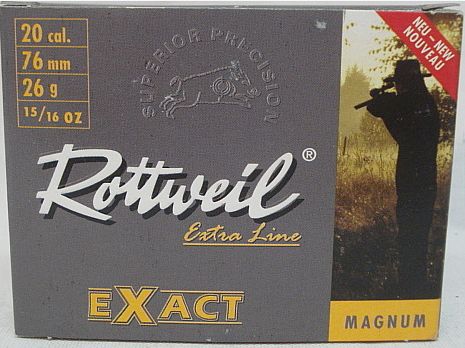 20 cal.
76 mm
26 g
15/16 OZ
SUPERIOR PRECISION
NEU - NEW
NOUVEAU
Rottweil®
Extra Line
EXACT
MAGNUM